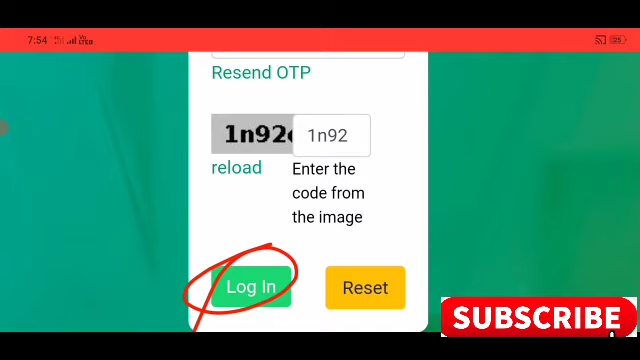 7:54
Resend OTP
1n92
1n92
reload
Enter the
code from
the image
Log In
Reset
SUBSCRIBE